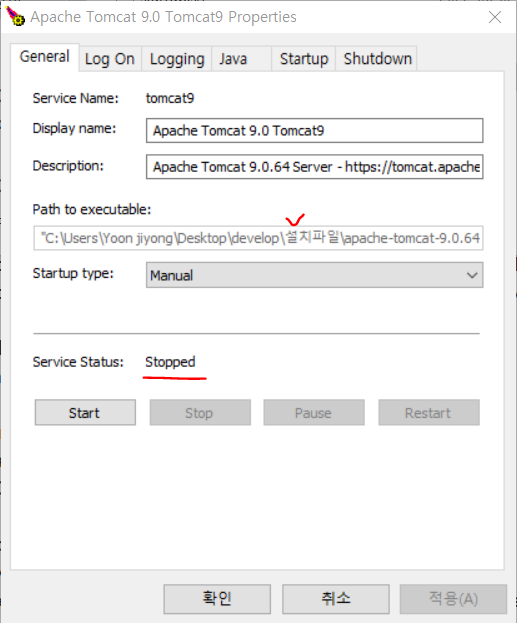 Apache Tomcat 9.0 Tomcat9 Properties
General Log On Logging Java Startup Shutdown
Service Name: tomcat9
Display name: Apache Tomcat 9.0 Tomcat9
Description: Apache Tomcat 9.0.64 Server - https://tomcat.apache
Path to executable:
"C:\Users\Yoon jiyong\Desktop\develop\설치파일\apache-tomcat-9.0.64
Startup type: Manual
Service Status: Stopped
Start Stop Pause Restart
확인 취소 적용(A)